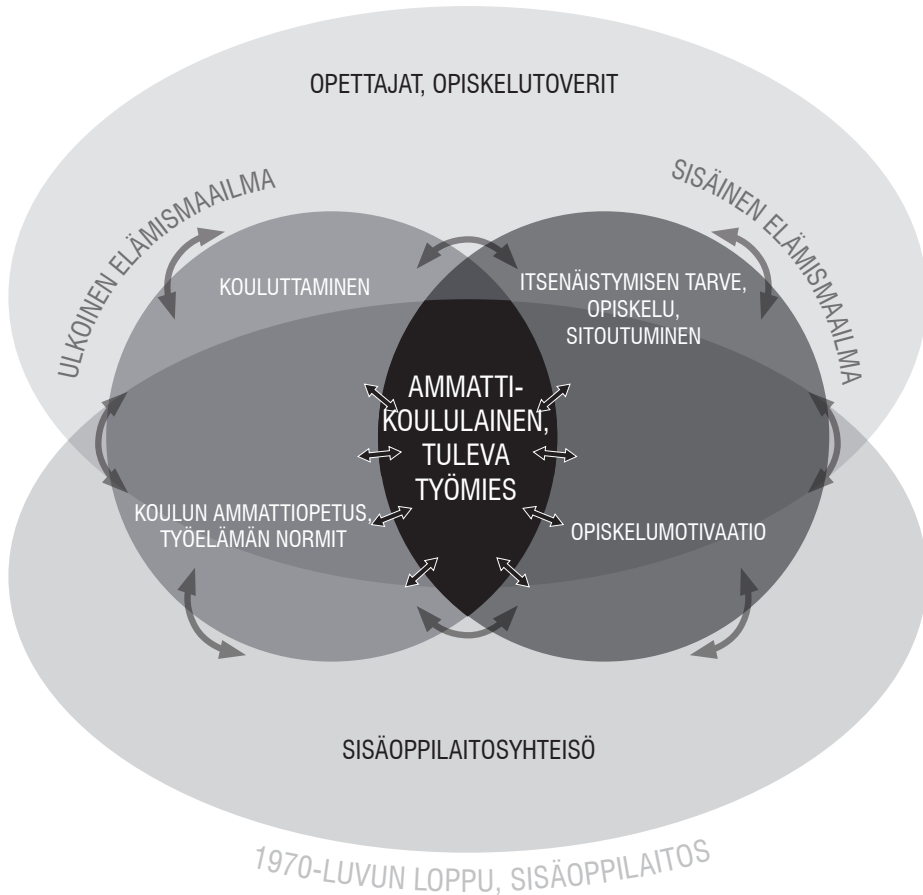 OPETTAJAT, OPISKELUTOVERIT
ULKOINEN ELÄMISMAAILMA
SISÄINEN ELÄMISMAAILMA
KOULUTTAMINEN
ITSENÄISTYMISEN TARVE,
OPISKELU,
SITOUTUMINEN
AMMATTI-
KOULULAINEN,
TULEVA
TYÖMIES
KOULUN AMMATTIOPETUS,
TYÖELÄMÄN NORMIT
OPISKELUMOTIVAATIO
SISÄOPPILAITOSYHTEISÖ
1970-LUVUN LOPPU, SISÄOPPILAITOS